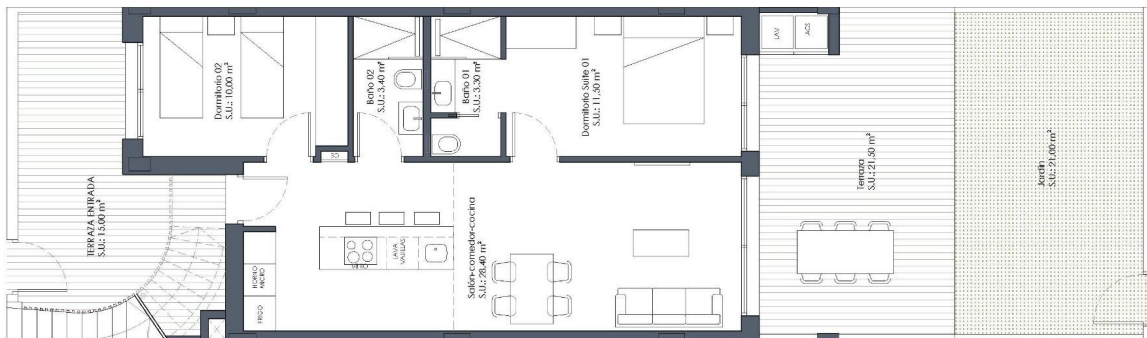 TERRAZA ENTRADA
S.U.: 15,00 m²
Dormitorio 02
S.U.: 10,00 m²
Baño 02
S.U.: 3,40 m²
Baño 01
S.U.: 3,30 m²
Dormitorio Suite 01
S.U.: 11,50 m²
LAV
ACS
CE
HORNO
MICRO
FRIGO
LAVA
VAJILLAS
Salón-comedor-cocina
S.U.: 28,40 m²
Terraza
S.U.: 21,50 m²
Jardín
S.U.: 21,00 m²